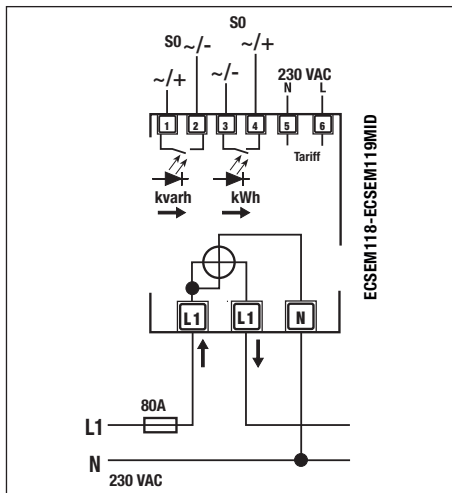 S0
S0
~/-
~/+
~/+
~/-
230 VAC
N L
1 2 3 4 5 6
Tariff
kvarh kWh
ECSEM118-ECSEM119MID
L1 L1 N
80A
L1
N
230 VAC